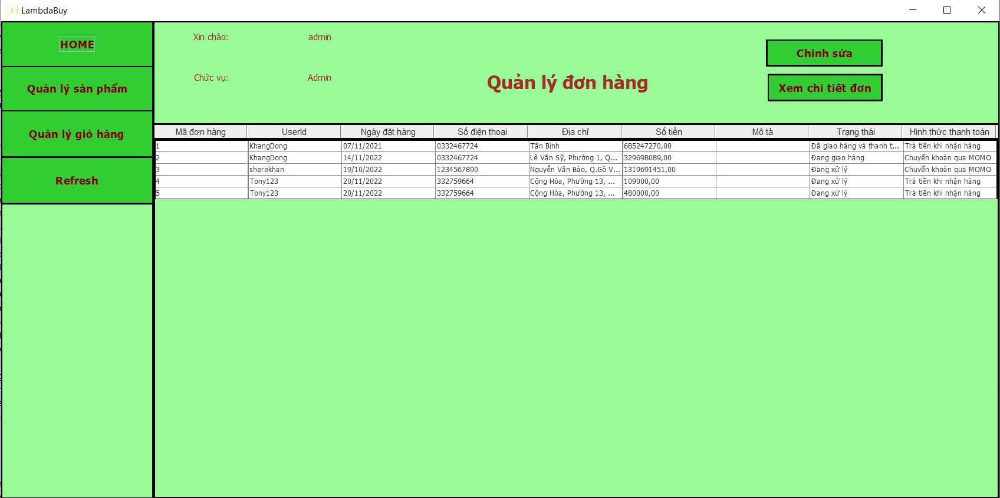 LambdaBuy
HOME
Quản lý sản phẩm
Quản lý giỏ hàng
Refresh
Xin chào: admin
Chức vụ: Admin
Quản lý đơn hàng
Chỉnh sửa
Xem chi tiết đơn
Mã đơn hàng UserId Ngày đặt hàng Số điện thoại Địa chỉ Số tiền Mô tả Trạng thái Hình thức thanh toán
1 KhangDong 07/11/2021 0332467724 Tân Bình 685247270,00 Đã giao hàng và thanh t... Trả tiền khi nhận hàng
2 KhangDong 14/11/2022 0332467724 Lê Văn Sỹ, Phường 1, Q... 329698089,00 Đang giao hàng Chuyển khoản qua MOMO
3 sherekhan 19/10/2022 1234567890 Nguyễn Văn Bảo, Q.Gò V... 1319691451,00 Đang xử lý Chuyển khoản qua MOMO
4 Tony123 20/11/2022 332759664 Cộng Hòa, Phường 13, ... 109000,00 Đang xử lý Trả tiền khi nhận hàng
5 Tony123 20/11/2022 332759664 Cộng Hòa, Phường 13, ... 480000,00 Đang xử lý Trả tiền khi nhận hàng